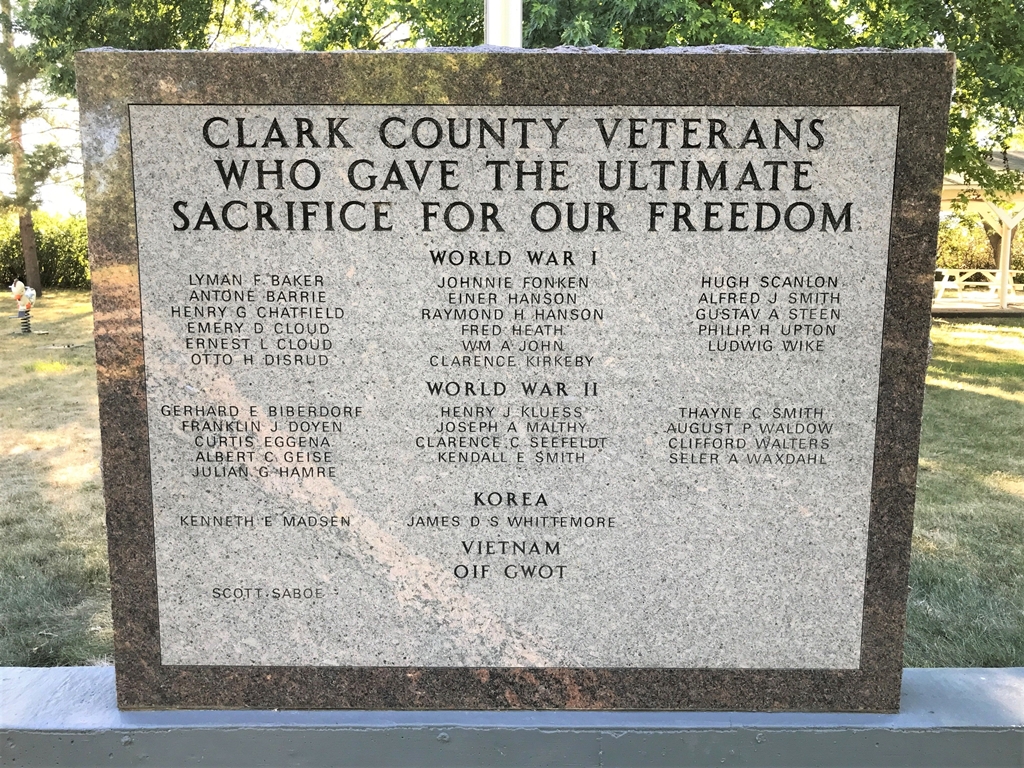 CLARK COUNTY VETERANS
WHO GAVE THE ULTIMATE
SACRIFICE FOR OUR FREEDOM
WORLD WAR I
LYMAN F. BAKER
ANTONE BARRIE
HENRY G CHATFIELD
EMERY D CLOUD
ERNEST L CLOUD
OTTO H DISRUD
JOHNNIE FONKEN
EINER HANSON
RAYMOND H HANSON
FRED HEATH
WM A JOHN
CLARENCE KIRKEBY
HUGH SCANLON
ALFRED J SMITH
GUSTAV A STEEN
PHILIP H UPTON
LUDWIG WIKE
WORLD WAR II
GERHARD E BIBERDORF
FRANKLIN J DOYEN
CURTIS EGGENA
ALBERT C GEISE
JULIAN G HAMRE
HENRY J KLUESS
JOSEPH A MALTHY
CLARENCE C SEEFELDT
KENDALL E SMITH
THAYNE C SMITH
AUGUST P WALDOW
CLIFFORD WALTERS
SELER A WAXDAHL
KOREA
KENNETH E MADSEN
JAMES D S WHITTEMORE
VIETNAM
OIF GWOT
SCOTT SABOE